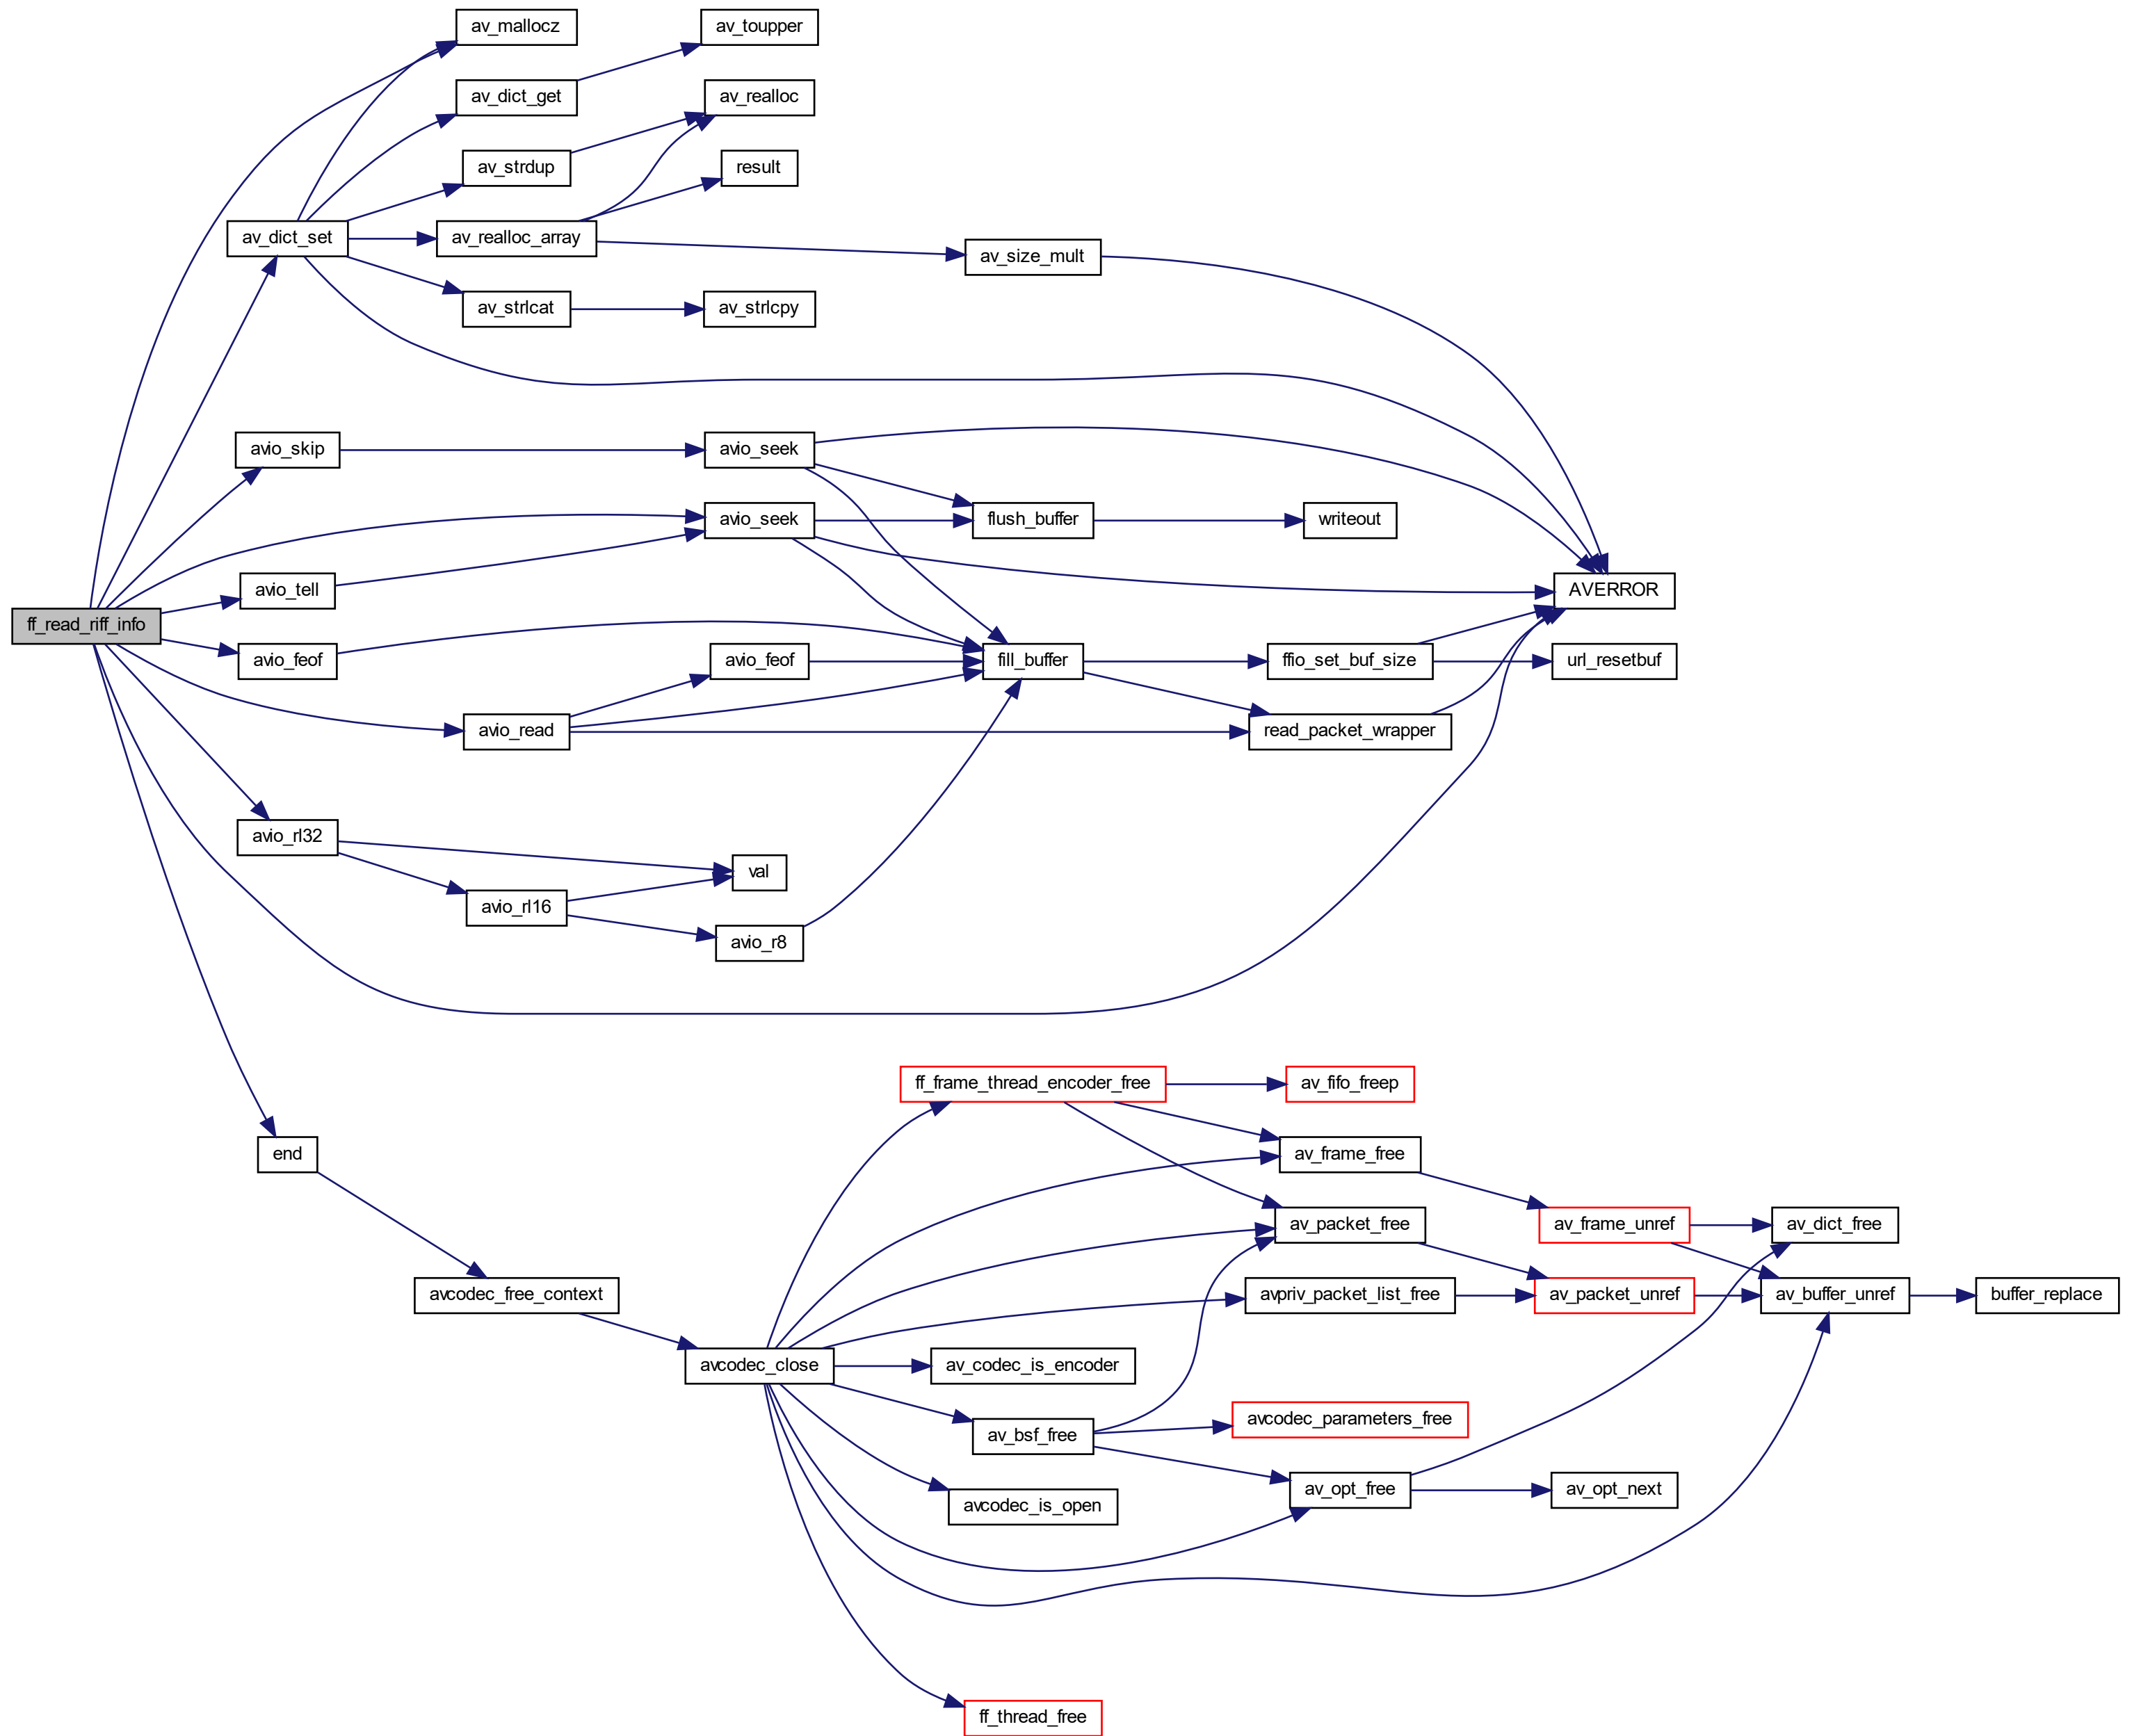 av_mallocz
av_toupper
av_dict_get
av_realloc
av_strdup
result
av_dict_set
av_realloc_array
av_size_mult
av_strlcat
av_strlcpy
avio_skip
avio_seek
avio_seek
flush_buffer
writeout
avio_tell
AVERROR
ff_read_riff_info
avio_feof
avio_feof
fill_buffer
ffio_set_buf_size
url_resetbuf
avio_read
read_packet_wrapper
avio_rl32
val
avio_rl16
avio_r8
ff_frame_thread_encoder_free
av_fifo_freep
end
av_frame_free
av_packet_free
av_frame_unref
av_dict_free
avcodec_free_context
avpriv_packet_list_free
av_packet_unref
av_buffer_unref
buffer_replace
avcodec_close
av_codec_is_encoder
av_bsf_free
avcodec_parameters_free
av_opt_free
av_opt_next
avcodec_is_open
ff_thread_free